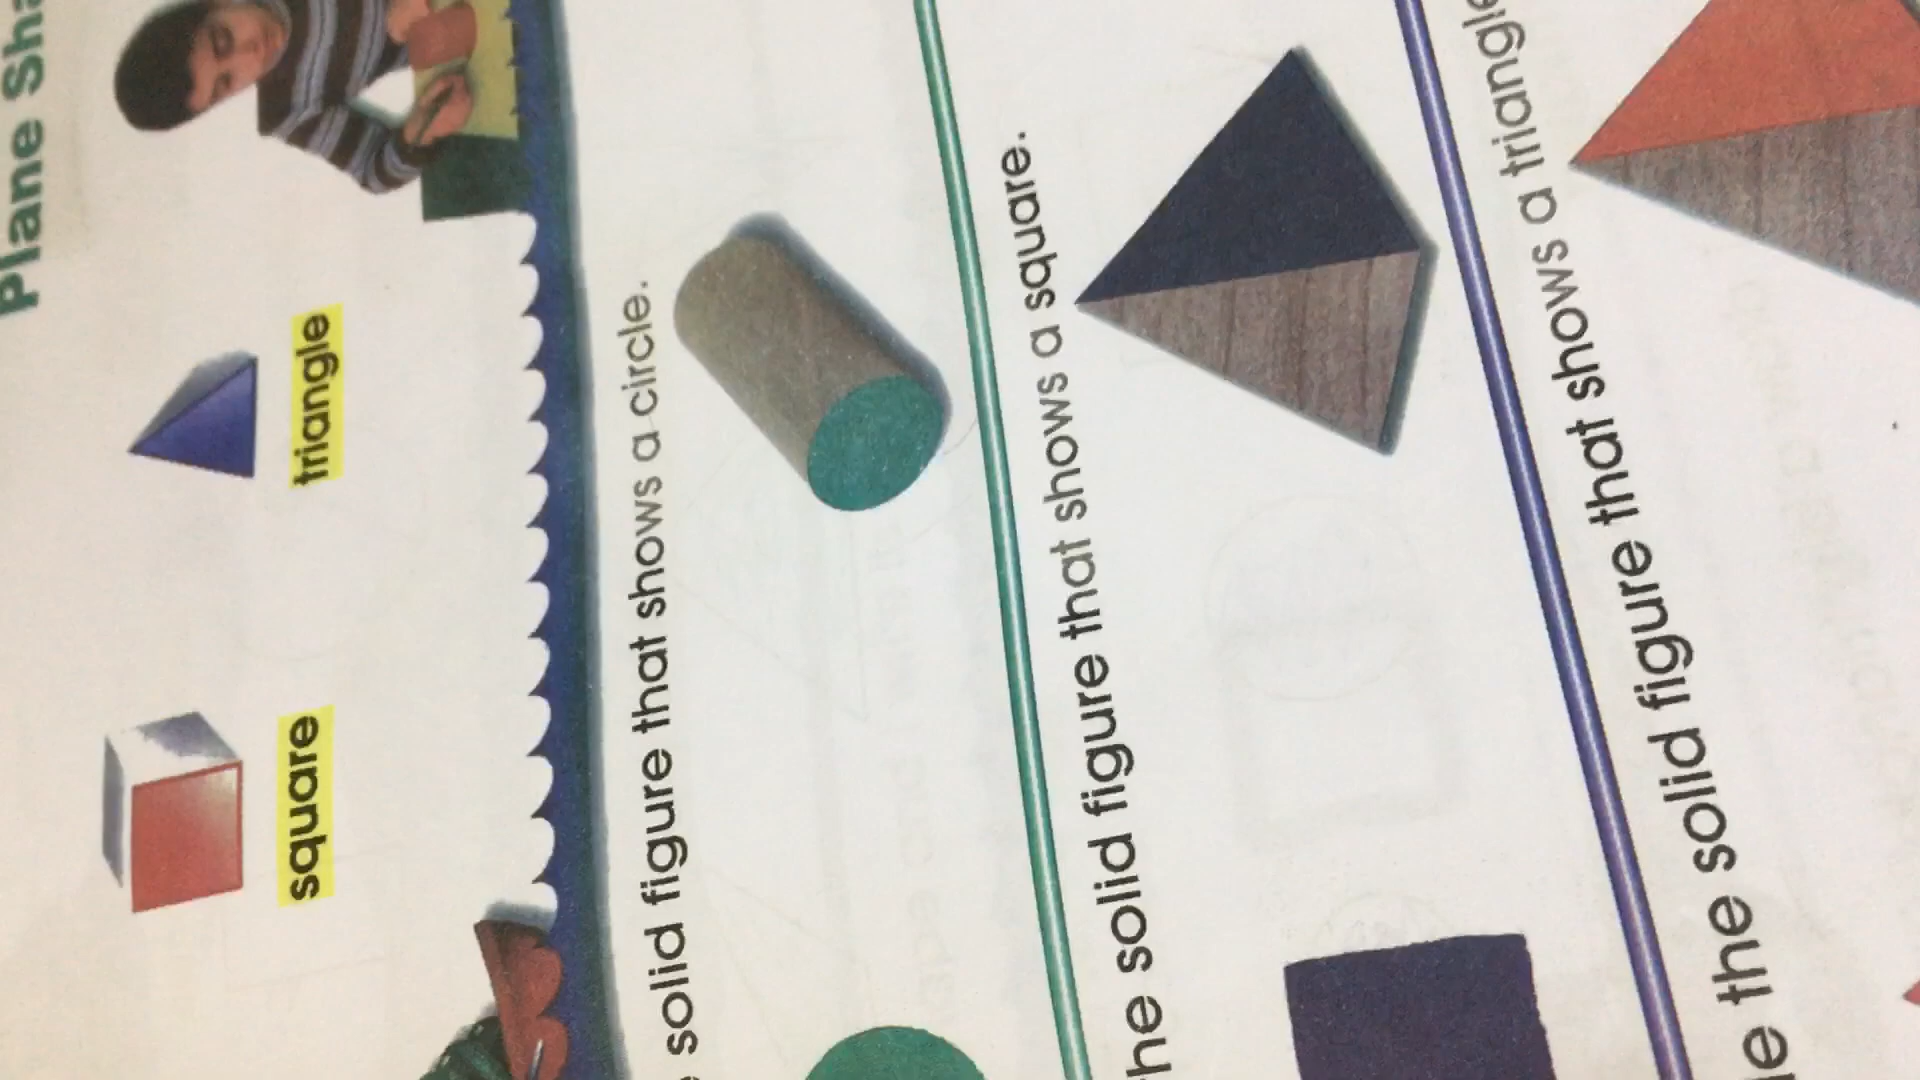 Plane Sha
square triangle
solid figure that shows a circle.
he solid figure that shows a square.
e the solid figure that shows a triangle